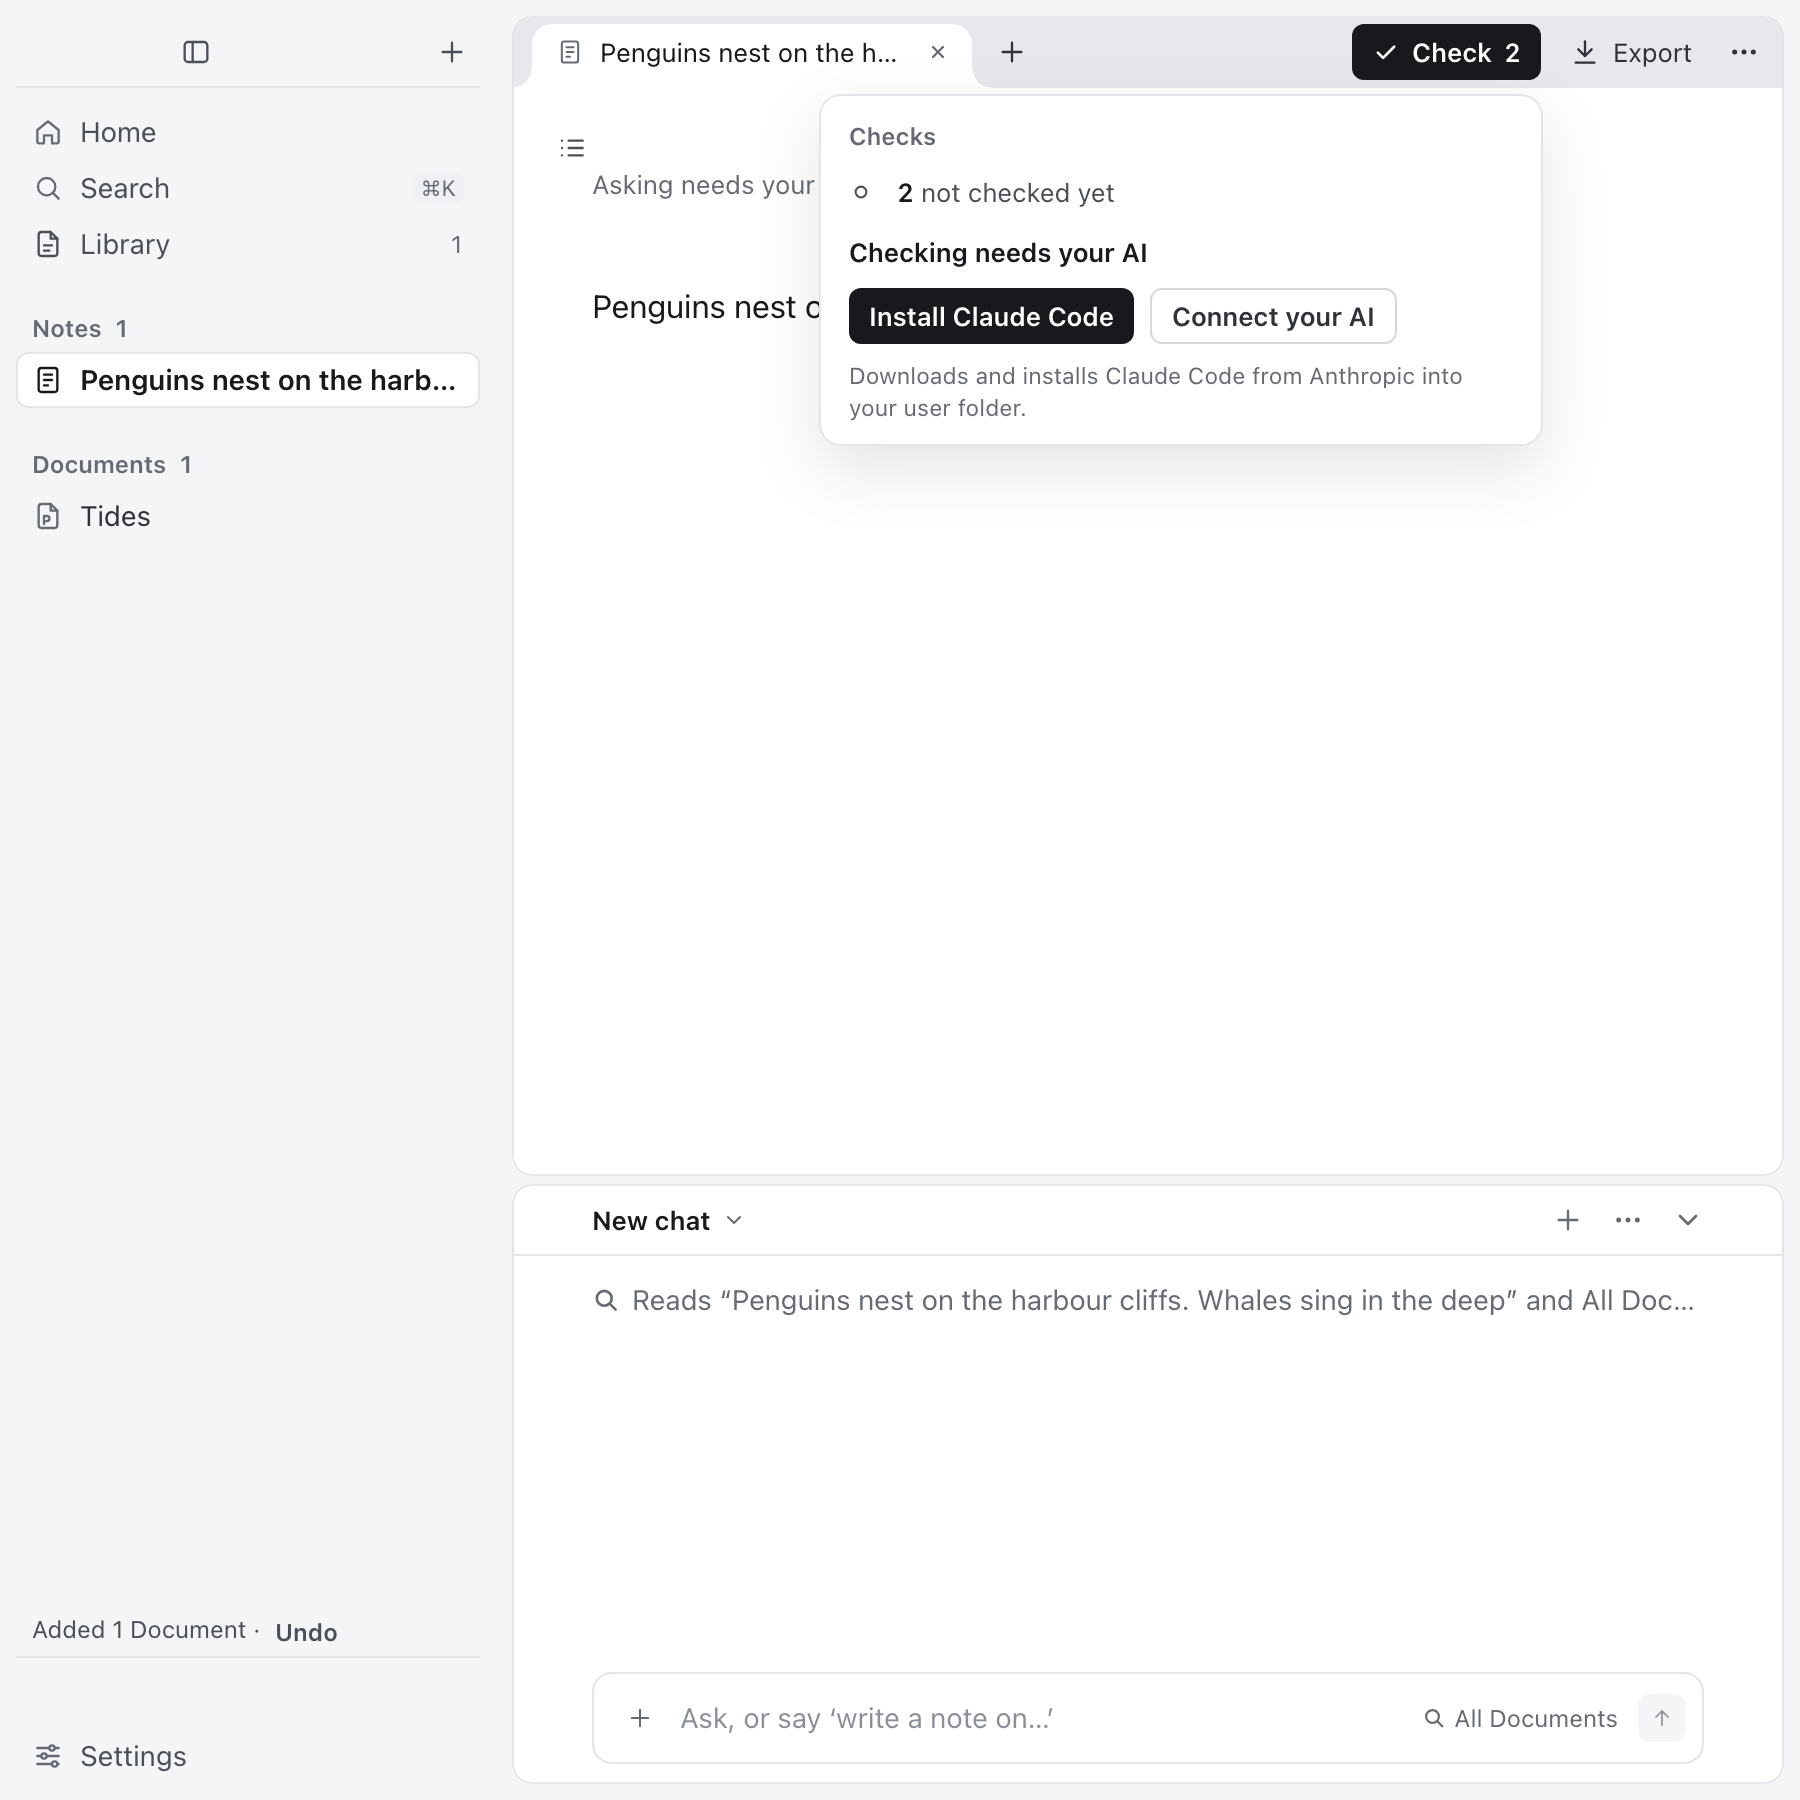 Home
Search ⌘K
Library 1
Notes 1
Penguins nest on the harb...
Documents 1
Tides
Added 1 Document · Undo
Settings
Penguins nest on the h...
Check 2
Export
Asking needs your
Penguins nest
Checks
2 not checked yet
Checking needs your AI
Install Claude Code
Connect your AI
Downloads and installs Claude Code from Anthropic into
your user folder.
New chat
Reads “Penguins nest on the harbour cliffs. Whales sing in the deep” and All Doc...
Ask, or say ‘write a note on...’
All Documents